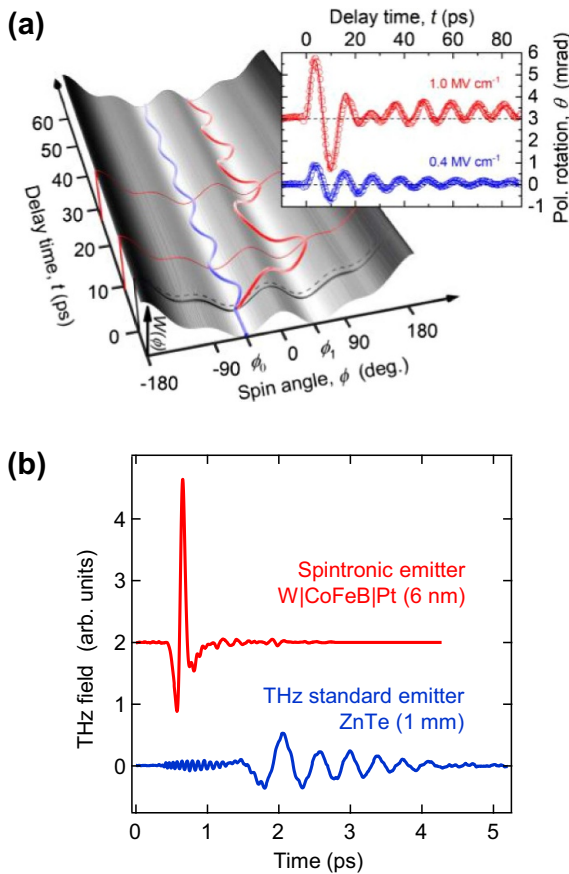 (a)
Delay time, t (ps)
0 20 40 60 80
6
5
4
3
2
1
0
-1
Pol. rotation, θ (mrad)
1.0 MV cm⁻¹
0.4 MV cm⁻¹
60
50
40
30
20
10
0
Delay time, t (ps)
W(ϕ)
-180 -90 ϕ₀ 0 ϕ₁ 90 180
Spin angle, ϕ (deg.)
(b)
4
3
2
1
0
THz field (arb. units)
Spintronic emitter
W|CoFeB|Pt (6 nm)
THz standard emitter
ZnTe (1 mm)
0 1 2 3 4 5
Time (ps)